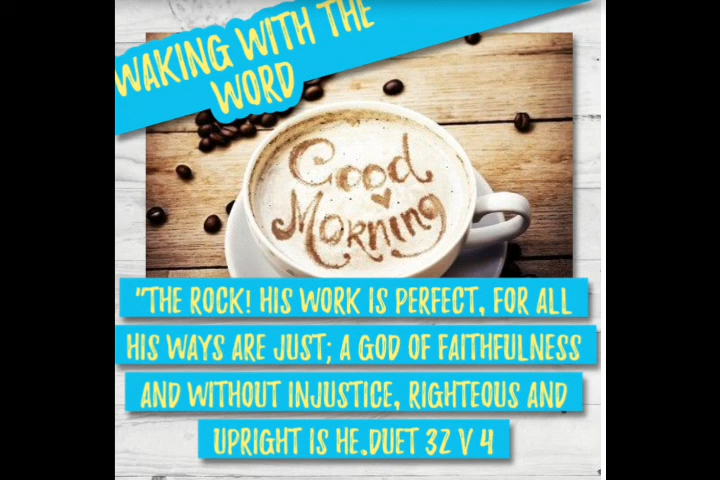 WAKING WITH THE
WORD
Good
Morning
"THE ROCK! HIS WORK IS PERFECT, FOR ALL
HIS WAYS ARE JUST; A GOD OF FAITHFULNESS
AND WITHOUT INJUSTICE, RIGHTEOUS AND
UPRIGHT IS HE.DUET 32 V 4